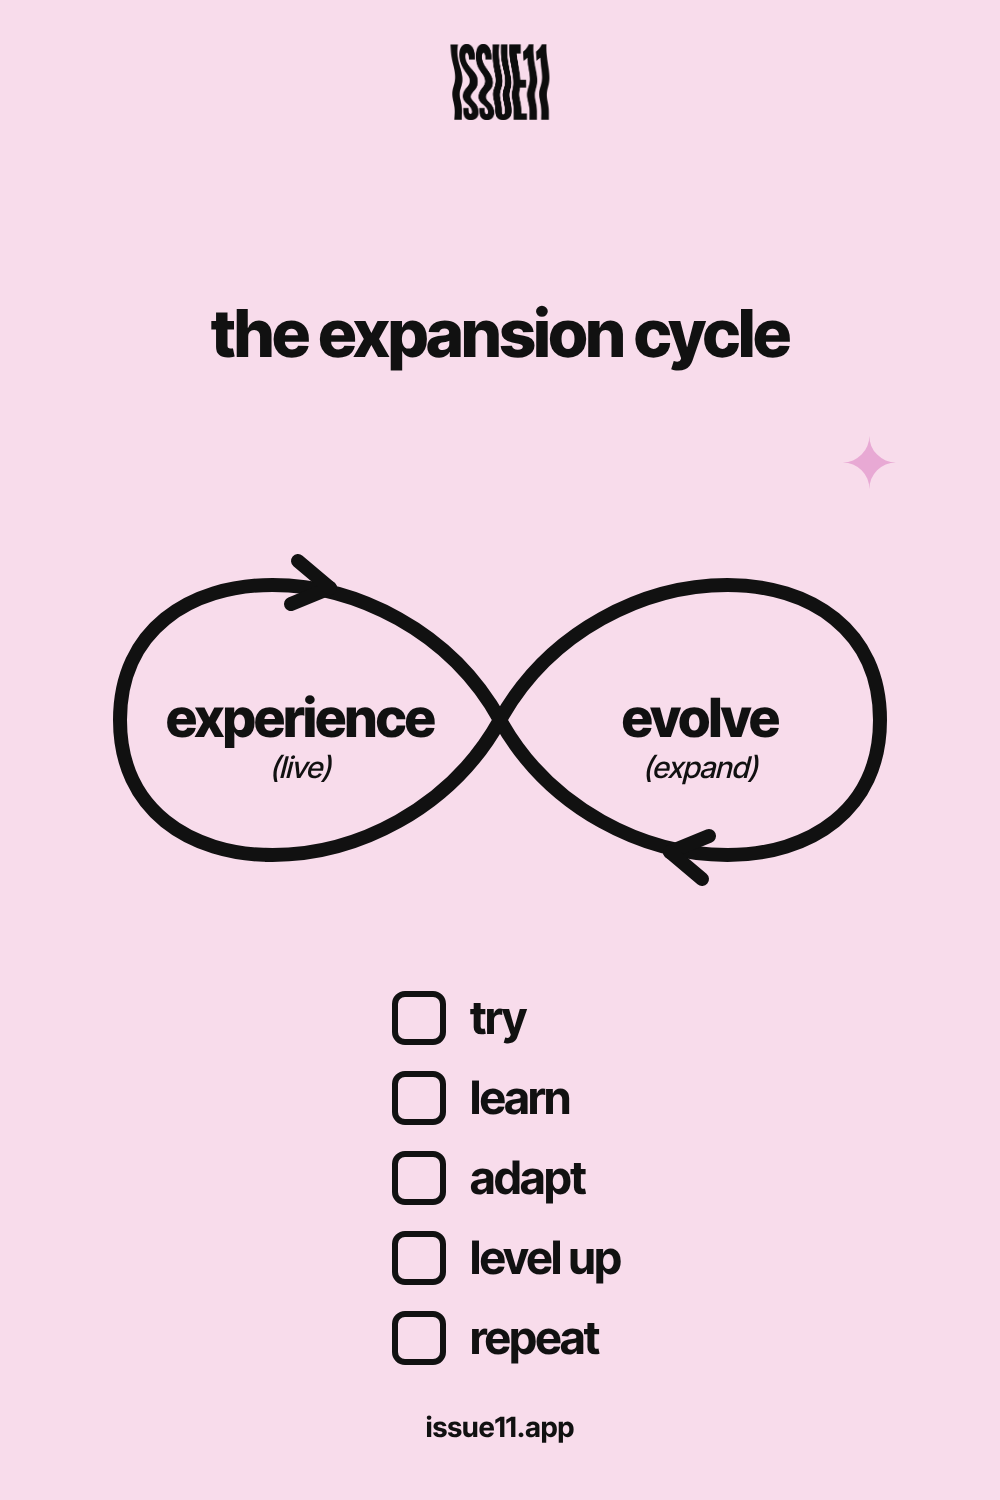 ISSUE11
the expansion cycle
experience
(live)
evolve
(expand)
try
learn
adapt
level up
repeat
issue11.app